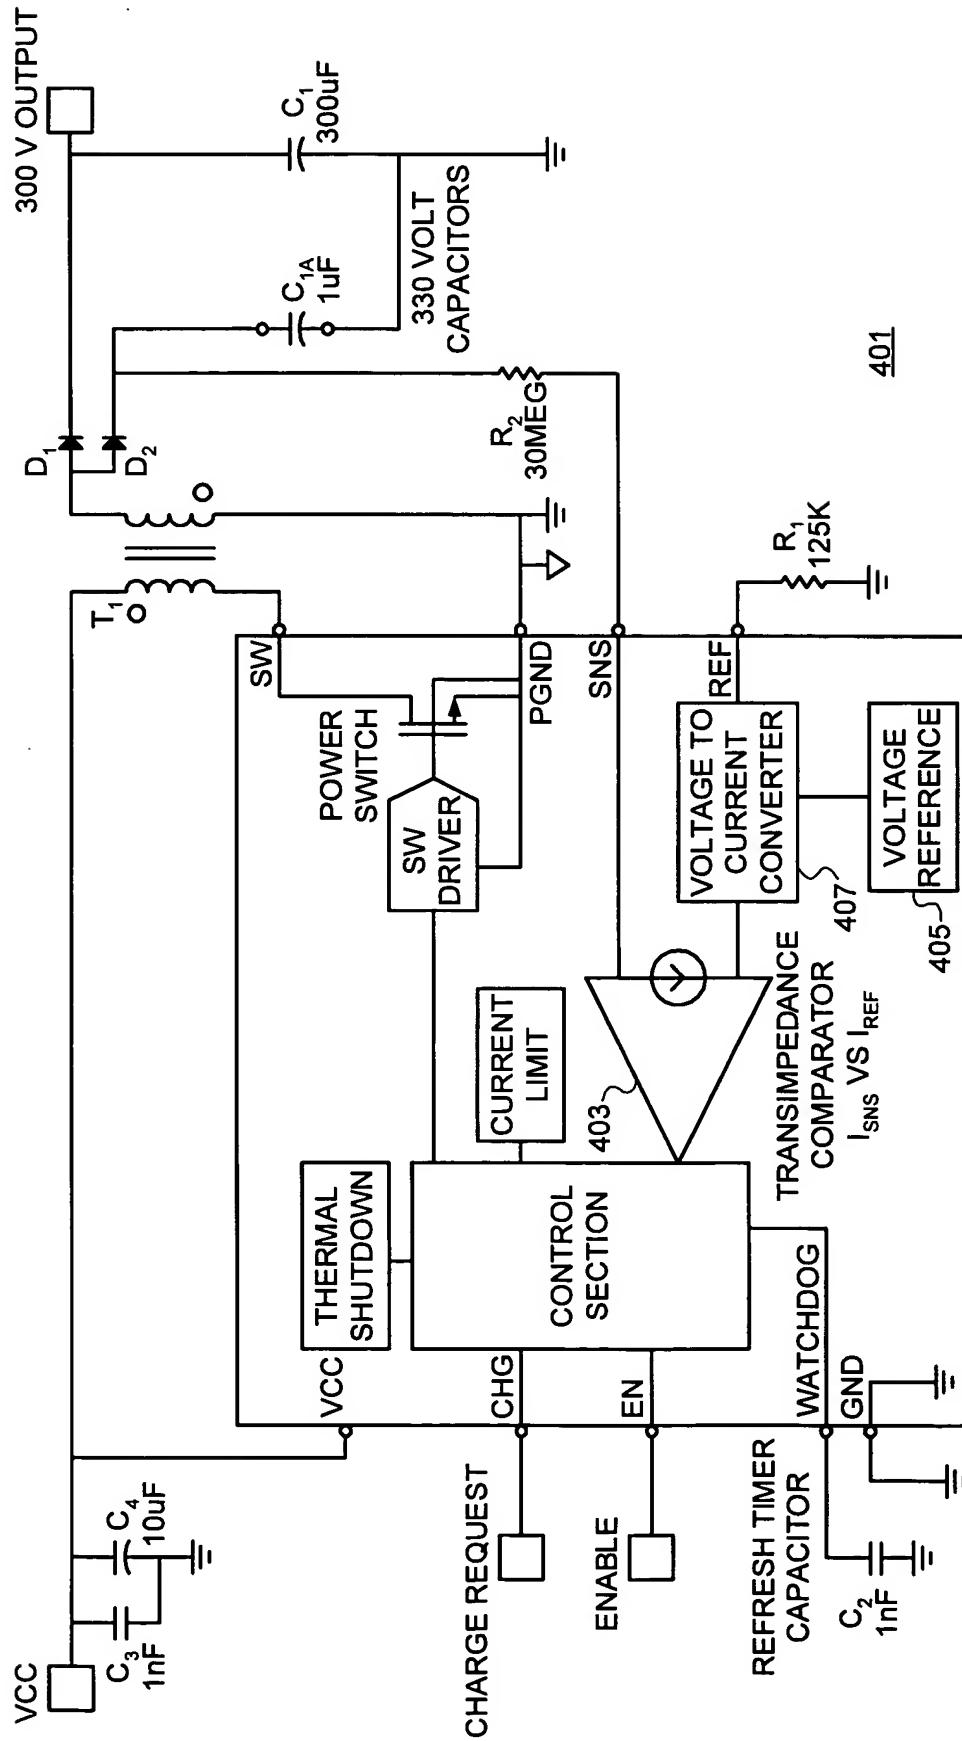 VCC
C3
1nF
C4
10uF
300 V OUTPUT
D1
D2
C1
300uF
C1A
1uF
330 VOLT
CAPACITORS
T1
R2
30MEG
401
SW
PGND
SNS
REF
R1
125K
POWER
SWITCH
SW
DRIVER
VOLTAGE TO
CURRENT
CONVERTER
407
VOLTAGE
REFERENCE
405
CURRENT
LIMIT
403
TRANSIMPEDANCE
COMPARATOR
ISNS VS IREF
THERMAL
SHUTDOWN
CONTROL
SECTION
VCC
CHG
EN
WATCHDOG
GND
CHARGE REQUEST
ENABLE
REFRESH TIMER
CAPACITOR
C2
1nF